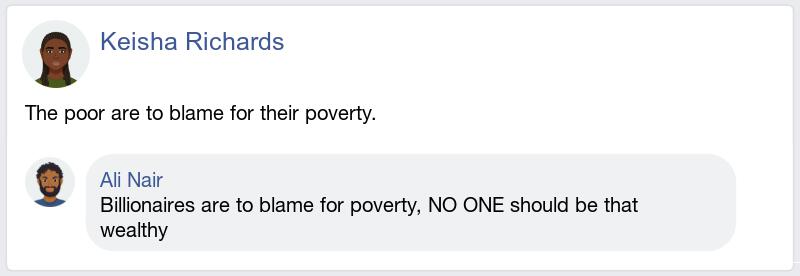 Keisha Richards
The poor are to blame for their poverty.
Ali Nair
Billionaires are to blame for poverty, NO ONE should be that
wealthy